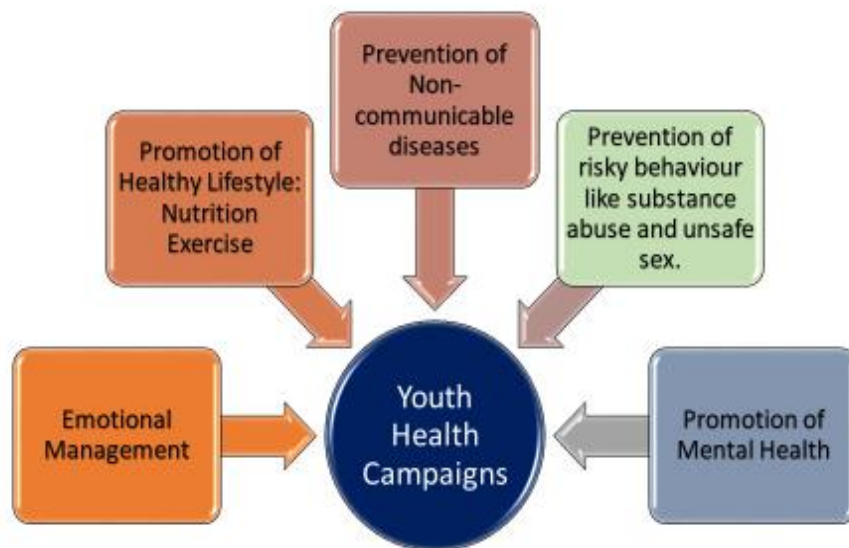 Prevention of
Non-
communicable
diseases
Promotion of
Healthy Lifestyle:
Nutrition
Exercise
Prevention of
risky behaviour
like substance
abuse and unsafe
sex.
Emotional
Management
Youth
Health
Campaigns
Promotion of
Mental Health